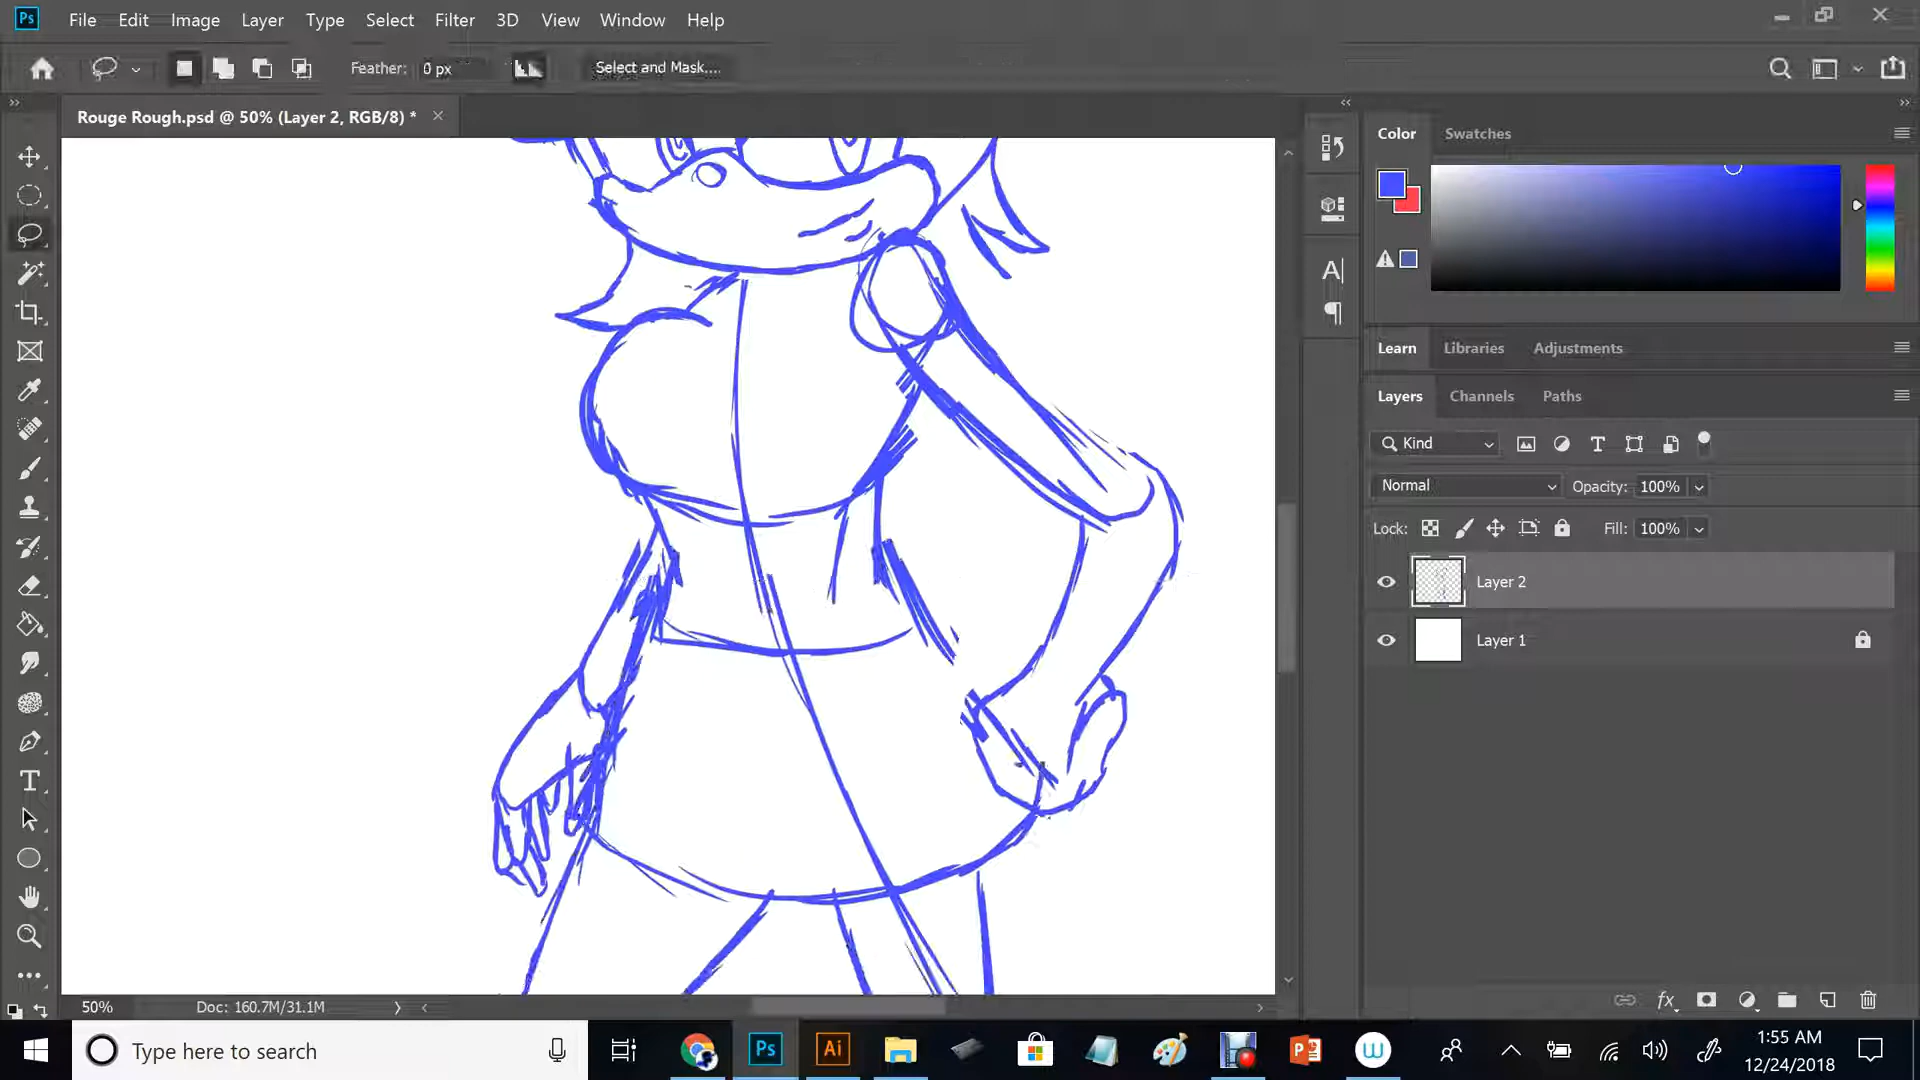 Ps File Edit Image Layer Type Select Filter 3D View Window Help
Feather: 0 px Select and Mask...
Rouge Rough.psd @ 50% (Layer 2, RGB/8) *
Color Swatches
Learn Libraries Adjustments
Layers Channels Paths
Kind
Normal Opacity: 100%
Lock: Fill: 100%
Layer 2
Layer 1
50% Doc: 160.7M/31.1M
Type here to search
Ps Ai
1:55 AM
12/24/2018